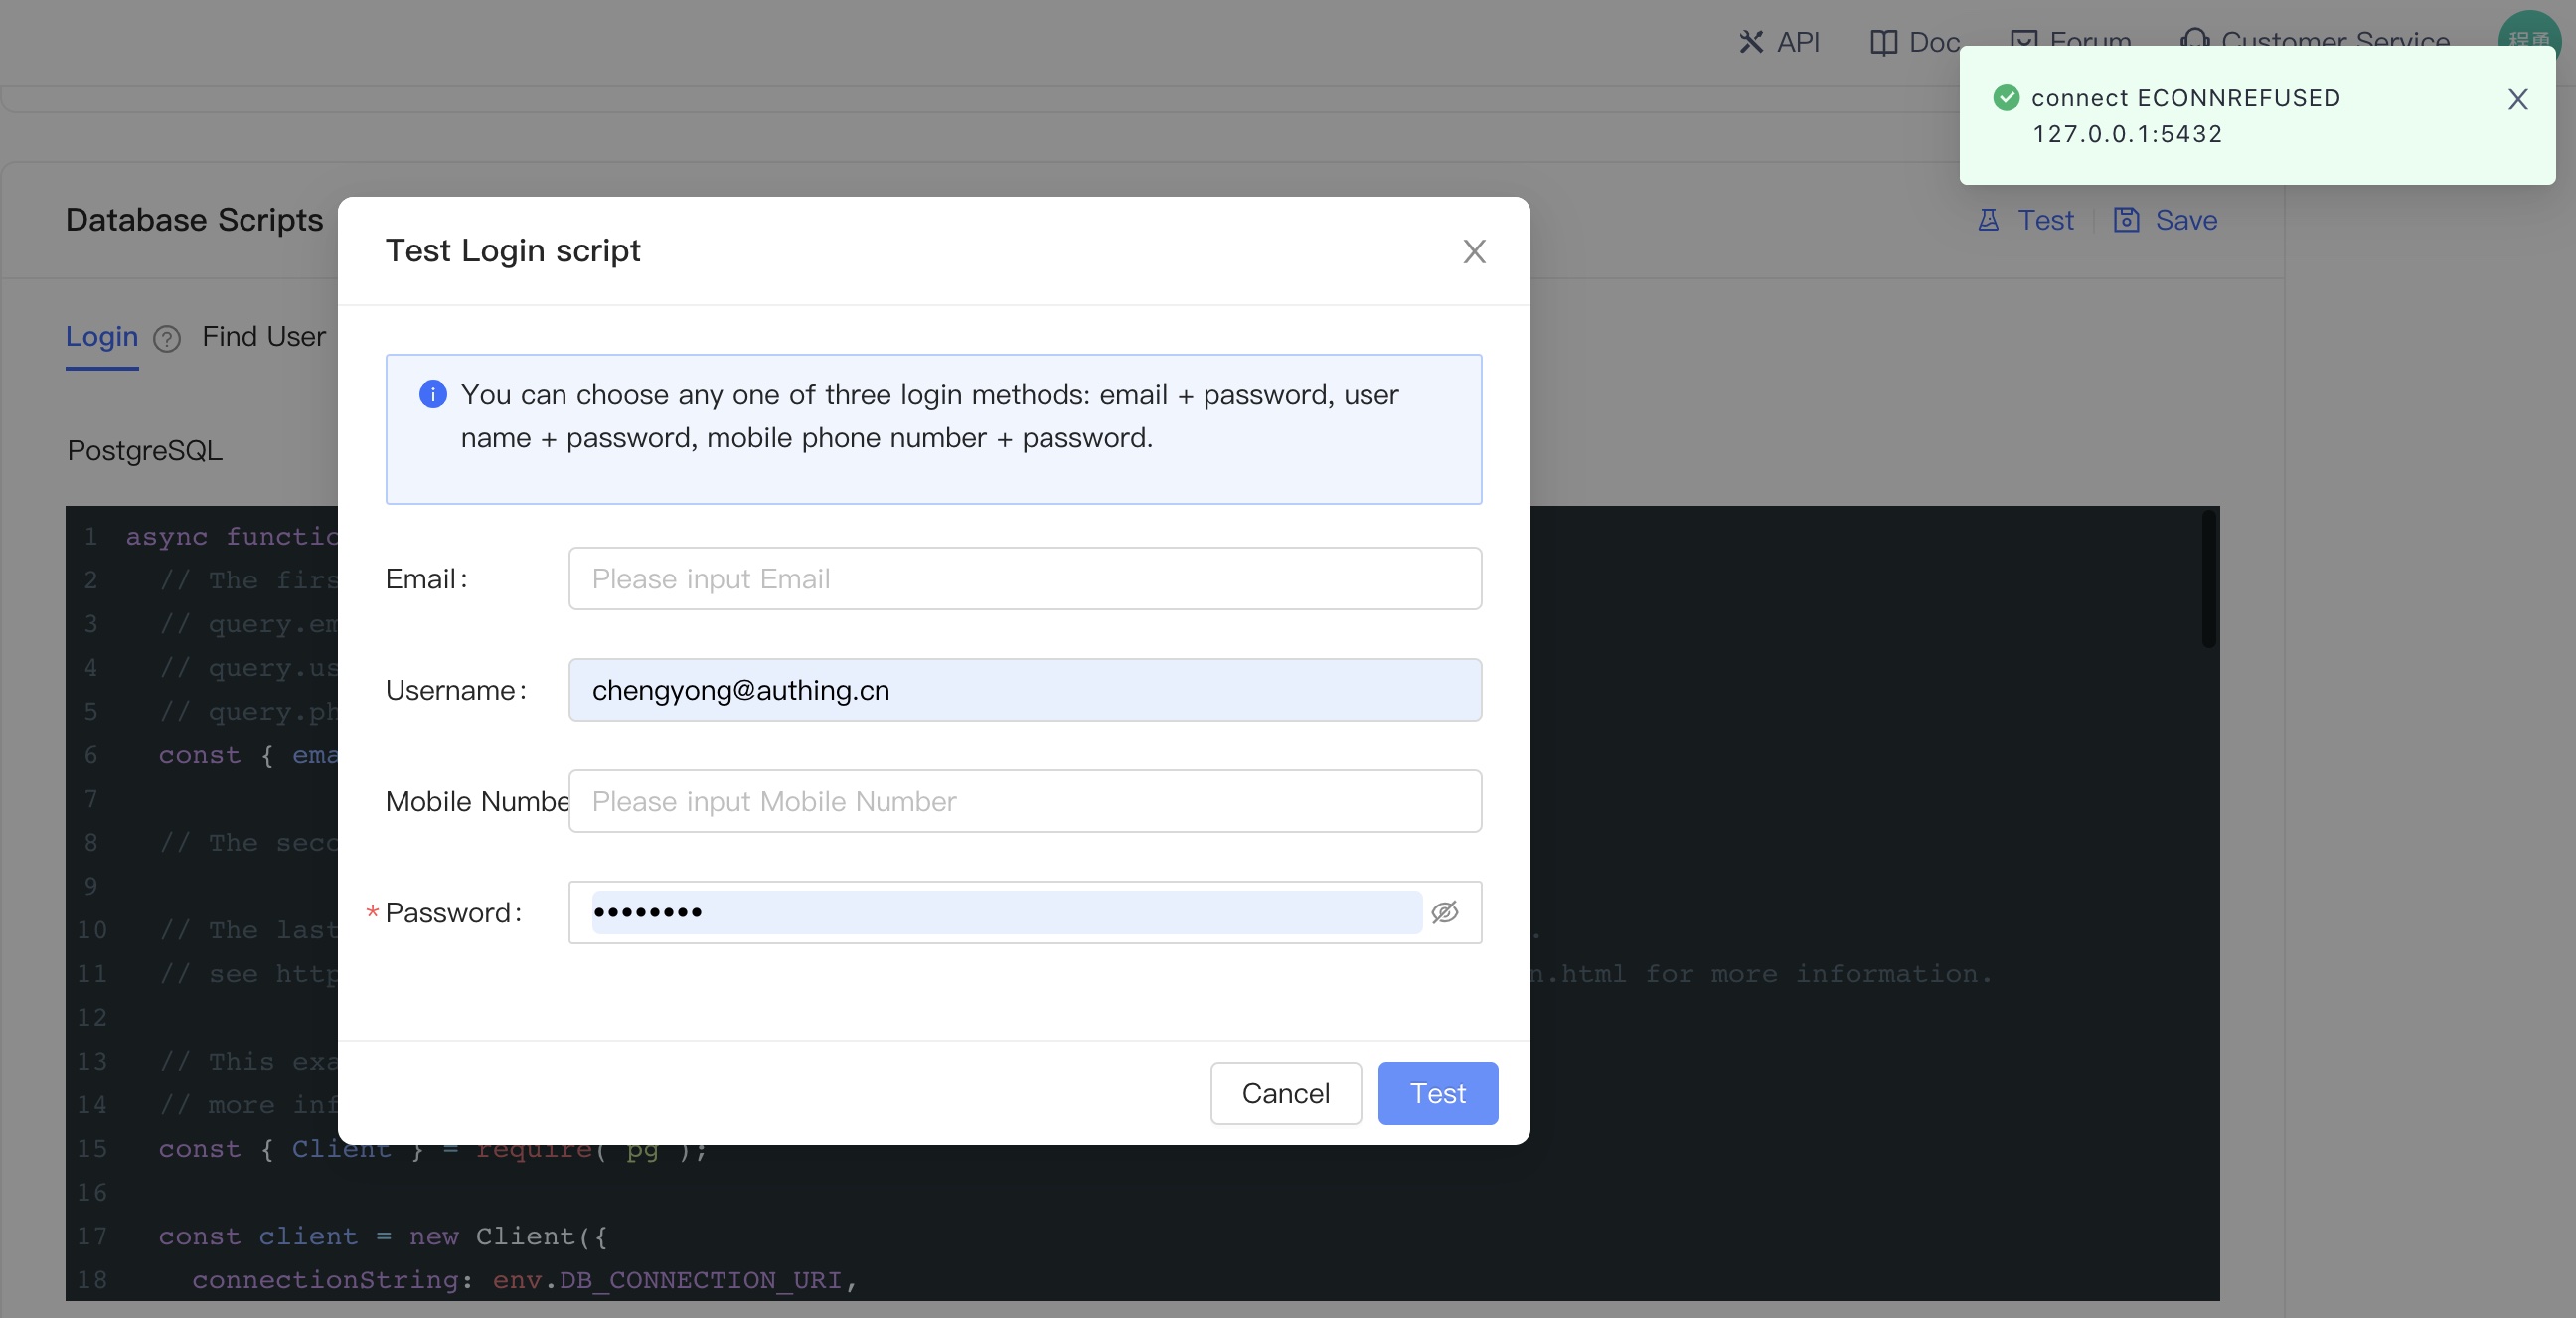 API
Doc
Forum
Customer Service
程勇
connect ECONNREFUSED
127.0.0.1:5432
Database Scripts
Test
Save
Test Login script
Login
Find User
You can choose any one of three login methods: email + password, user
name + password, mobile phone number + password.
PostgreSQL
1 async functio
2 // The firs
Email:
Please input Email
3 // query.em
4 // query.us
Username:
chengyong@authing.cn
5 // query.ph
6 const { ema
7
Mobile Numbe
Please input Mobile Number
8 // The seco
9
* Password:
10 // The last .
11 // see http n.html for more information.
12
13 // This exa
14 // more inf
Cancel
Test
15 const { Client } = require('pg');
16
17 const client = new Client({
18 connectionString: env.DB_CONNECTION_URI,